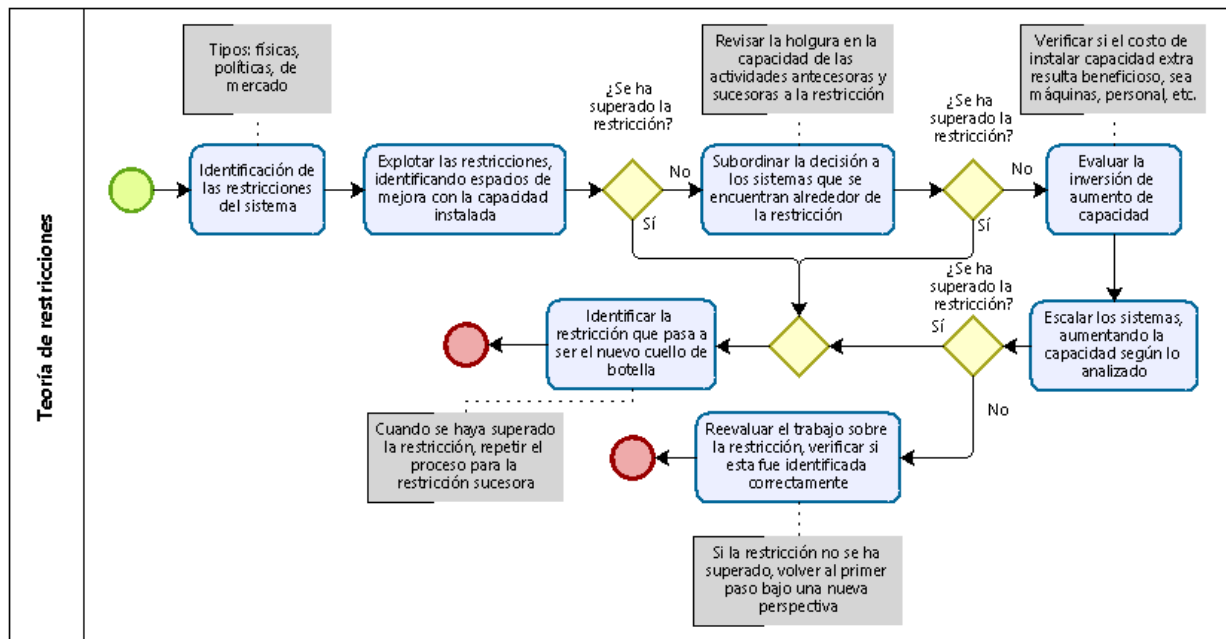 Teoría de restricciones
Tipos: físicas,
políticas, de
mercado
Identificación de
las restricciones
del sistema
Explotar las restricciones,
identificando espacios de
mejora con la capacidad
instalada
¿Se ha
superado la
restricción?
No
Sí
Revisar la holgura en la
capacidad de las
actividades antecesoras y
sucesoras a la restricción
Subordinar la decisión a
los sistemas que se
encuentran alrededor de
la restricción
¿Se ha
superado la
restricción?
No
Sí
Verificar si el costo de
instalar capacidad extra
resulta beneficioso, sea
máquinas, personal, etc.
Evaluar la
inversión de
aumento de
capacidad
Escalar los sistemas,
aumentando la
capacidad según lo
analizado
¿Se ha
superado la
restricción?
Sí
No
Identificar la
restricción que pasa a
ser el nuevo cuello de
botella
Cuando se haya superado
la restricción, repetir el
proceso para la
restricción sucesora
Reevaluar el trabajo sobre
la restricción, verificar si
esta fue identificada
correctamente
Si la restricción no se ha
superado, volver al primer
paso bajo una nueva
perspectiva